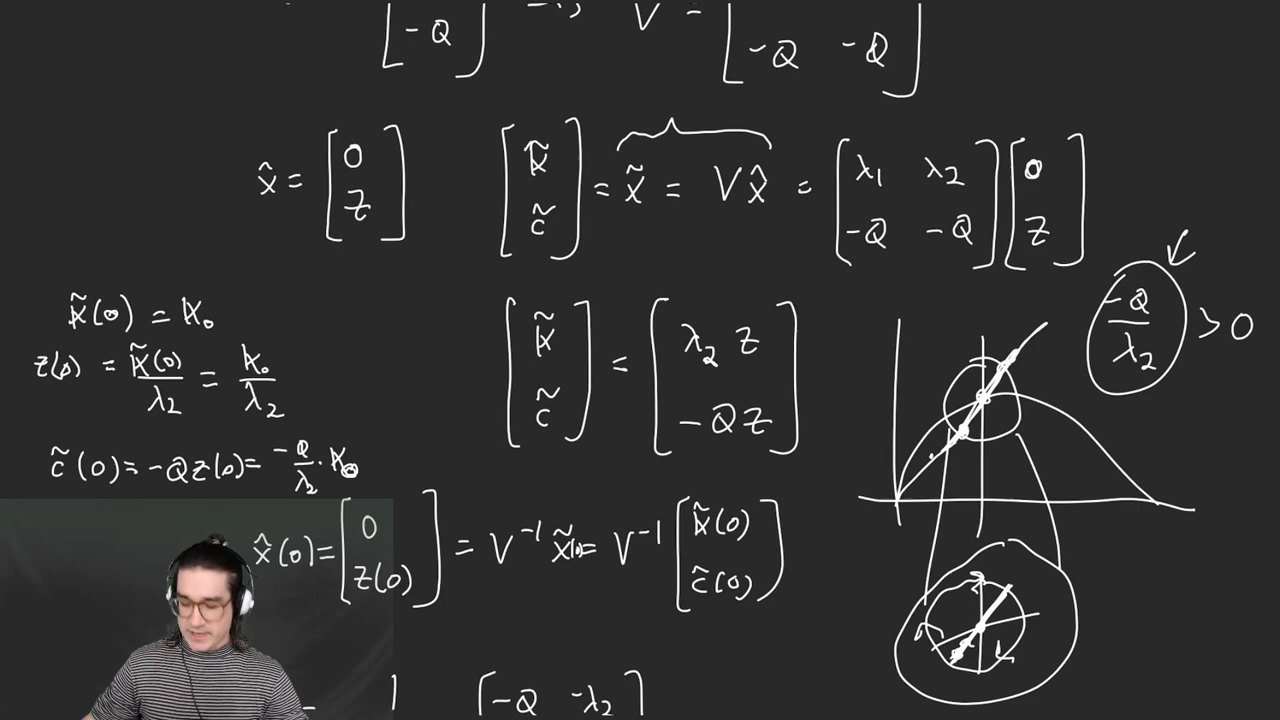 [-Q] V = [-Q -Q]
x̂ = [0 z] [k̃ c̃] = x̃ = Vx̂ = [λ₁ λ₂ -Q -Q][0 z]
-Q/λ₂ > 0
k̃(0) = k₀
z(0) = k̃(0)/λ₂ = k₀/λ₂
[k̃ c̃] = [λ₂ z -Qz]
c̃(0) = -Qz(0) = -Q/λ₂ · k₀
x̂(0) = [0 z(0)] = V⁻¹ x̃(0) = V⁻¹ [k̃(0) c̃(0)]
[-Q -λ₂]